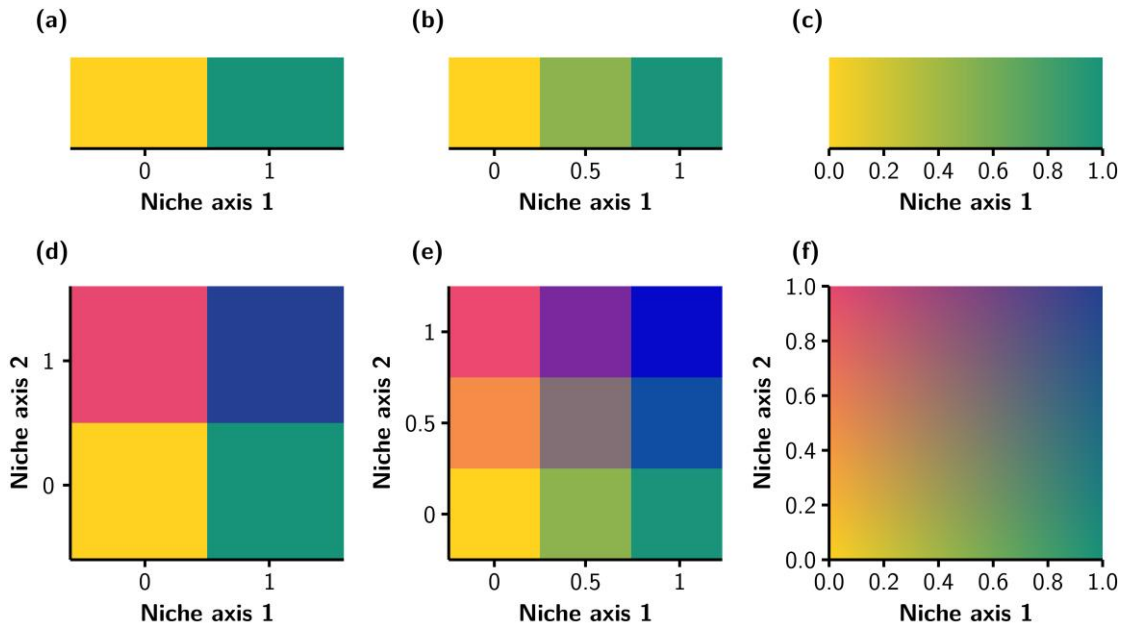 (a)
0 1
Niche axis 1
(b)
0 0.5 1
Niche axis 1
(c)
0.0 0.2 0.4 0.6 0.8 1.0
Niche axis 1
(d)
Niche axis 2
1
0
0 1
Niche axis 1
(e)
Niche axis 2
1
0.5
0
0 0.5 1
Niche axis 1
(f)
Niche axis 2
1.0
0.8
0.6
0.4
0.2
0.0
0.0 0.2 0.4 0.6 0.8 1.0
Niche axis 1